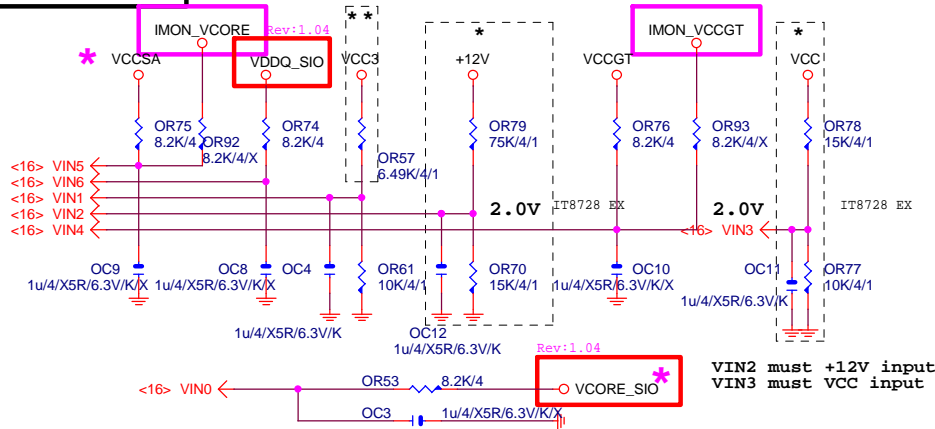 IMON_VCORE
Rev:1.04
**
*
IMON_VCCGT
*
* VCCSA
VDDQ_SIO
VCC3
+12V
VCCGT
VCC
OR75
8.2K/4
OR92
8.2K/4/X
OR74
8.2K/4
OR57
6.49K/4/1
OR79
75K/4/1
OR76
8.2K/4
OR93
8.2K/4/X
OR78
15K/4/1
<16> VIN5
<16> VIN6
<16> VIN1
<16> VIN2
<16> VIN4
2.0V
IT8728 EX
2.0V
IT8728 EX
<16> VIN3
OC9
1u/4/X5R/6.3V/K/X
OC8
1u/4/X5R/6.3V/K/X
OC4
1u/4/X5R/6.3V/K
OR61
10K/4/1
OC12
1u/4/X5R/6.3V/K
OR70
15K/4/1
OC10
1u/4/X5R/6.3V/K/X
OC11
1u/4/X5R/6.3V/K
OR77
10K/4/1
Rev:1.04
<16> VIN0
OR53
8.2K/4
VCORE_SIO *
OC3
1u/4/X5R/6.3V/K/X
VIN2 must +12V input
VIN3 must VCC input